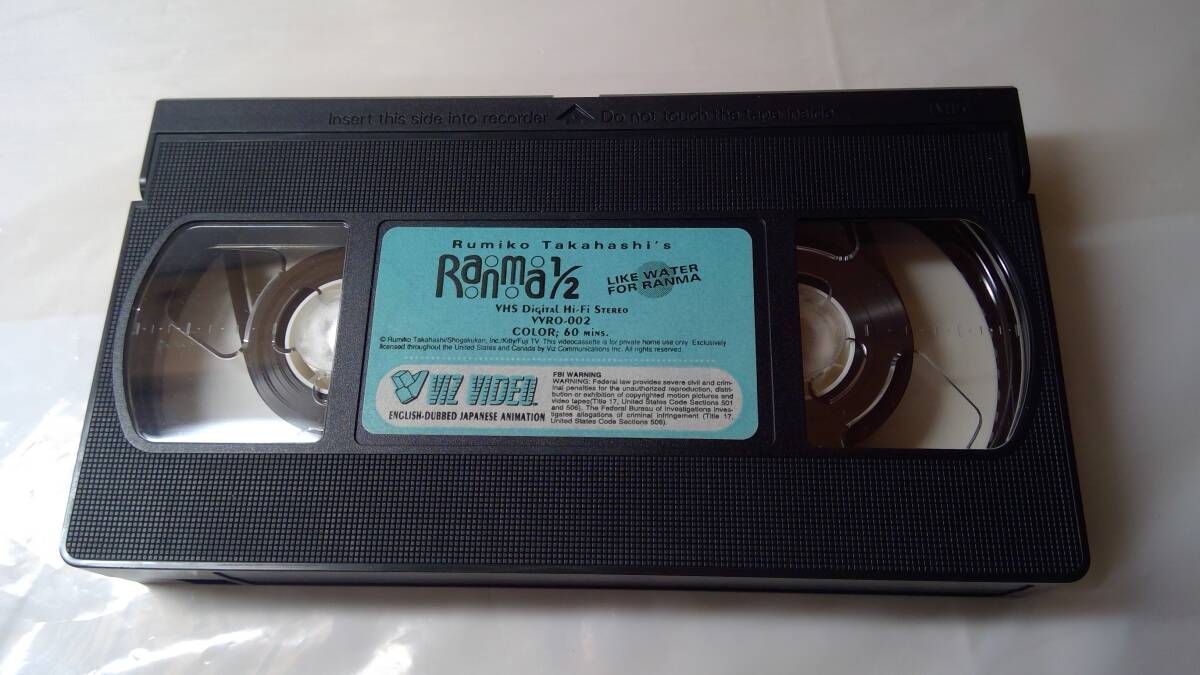 Insert this side into recorder Do not touch the tape inside
VHS
Rumiko Takahashi's
Ranma 1/2
LIKE WATER
FOR RANMA
VHS Digital Hi-Fi Stereo
VVRO-002
COLOR; 60 MINS.
© Rumiko Takahashi/Shogakukan, Inc./Kitty/Fuji TV. This videocassette is for private home use only. Exclusively
licensed throughout the United States and Canada by Viz Communications Inc. All rights reserved.
VIZ VIDEO
ENGLISH-DUBBED JAPANESE ANIMATION
FBI WARNING
WARNING: Federal law provides severe civil and crim-
inal penalties for the unauthorized reproduction, distri-
bution or exhibition of copyrighted motion pictures and
video tapes(Title 17, United States Code Sections 501
and 506). The Federal Bureau of Investigations inves-
tigates allegations of criminal infringement (Title 17,
United States Code Sections 506).